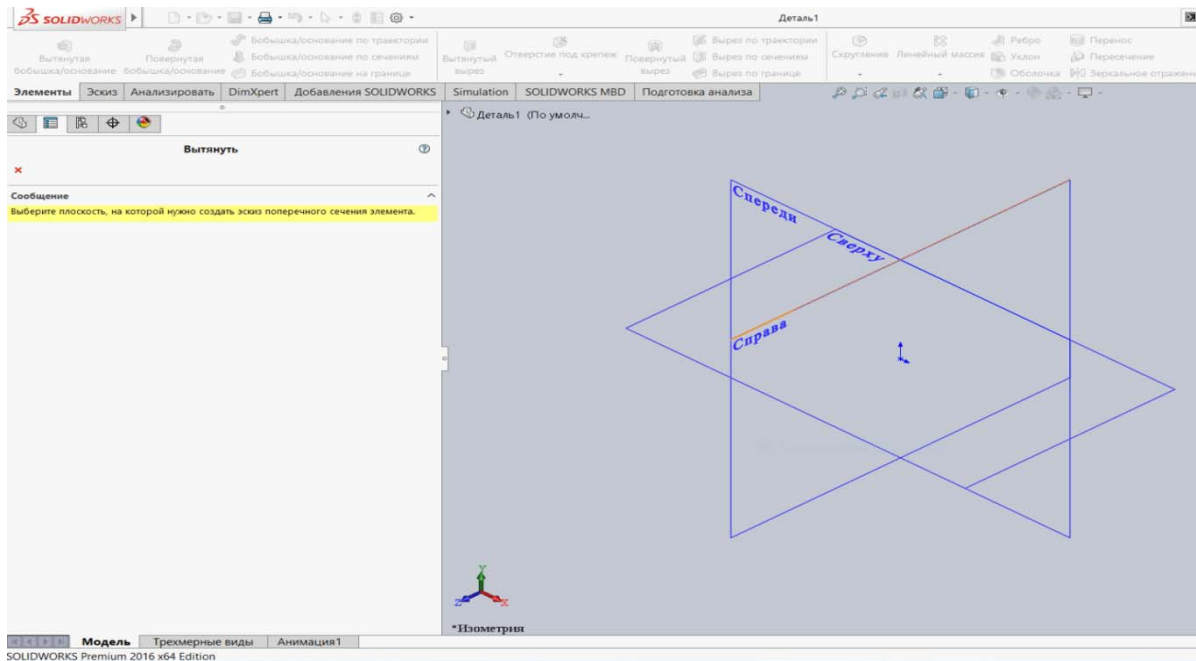 SOLIDWORKS
Деталь1
Вытянутая бобышка/основание
Повернутая бобышка/основание
Бобышка/основание по траектории
Бобышка/основание по сечениям
Бобышка/основание на границе
Вытянутый вырез
Отверстие под крепеж
Повернутый вырез
Вырез по траектории
Вырез по сечениям
Вырез по границе
Скругление
Линейный массив
Ребро
Уклон
Оболочка
Перенос
Пересечение
Зеркальное отражени
Элементы Эскиз Анализировать DimXpert Добавления SOLIDWORKS Simulation SOLIDWORKS MBD Подготовка анализа
Деталь1 (По умолч...
Вытянуть
Сообщение
Выберите плоскость, на которой нужно создать эскиз поперечного сечения элемента.
Спереди
Сверху
Справа
Y
Z
X
*Изометрия
Модель Трехмерные виды Анимация1
SOLIDWORKS Premium 2016 x64 Edition